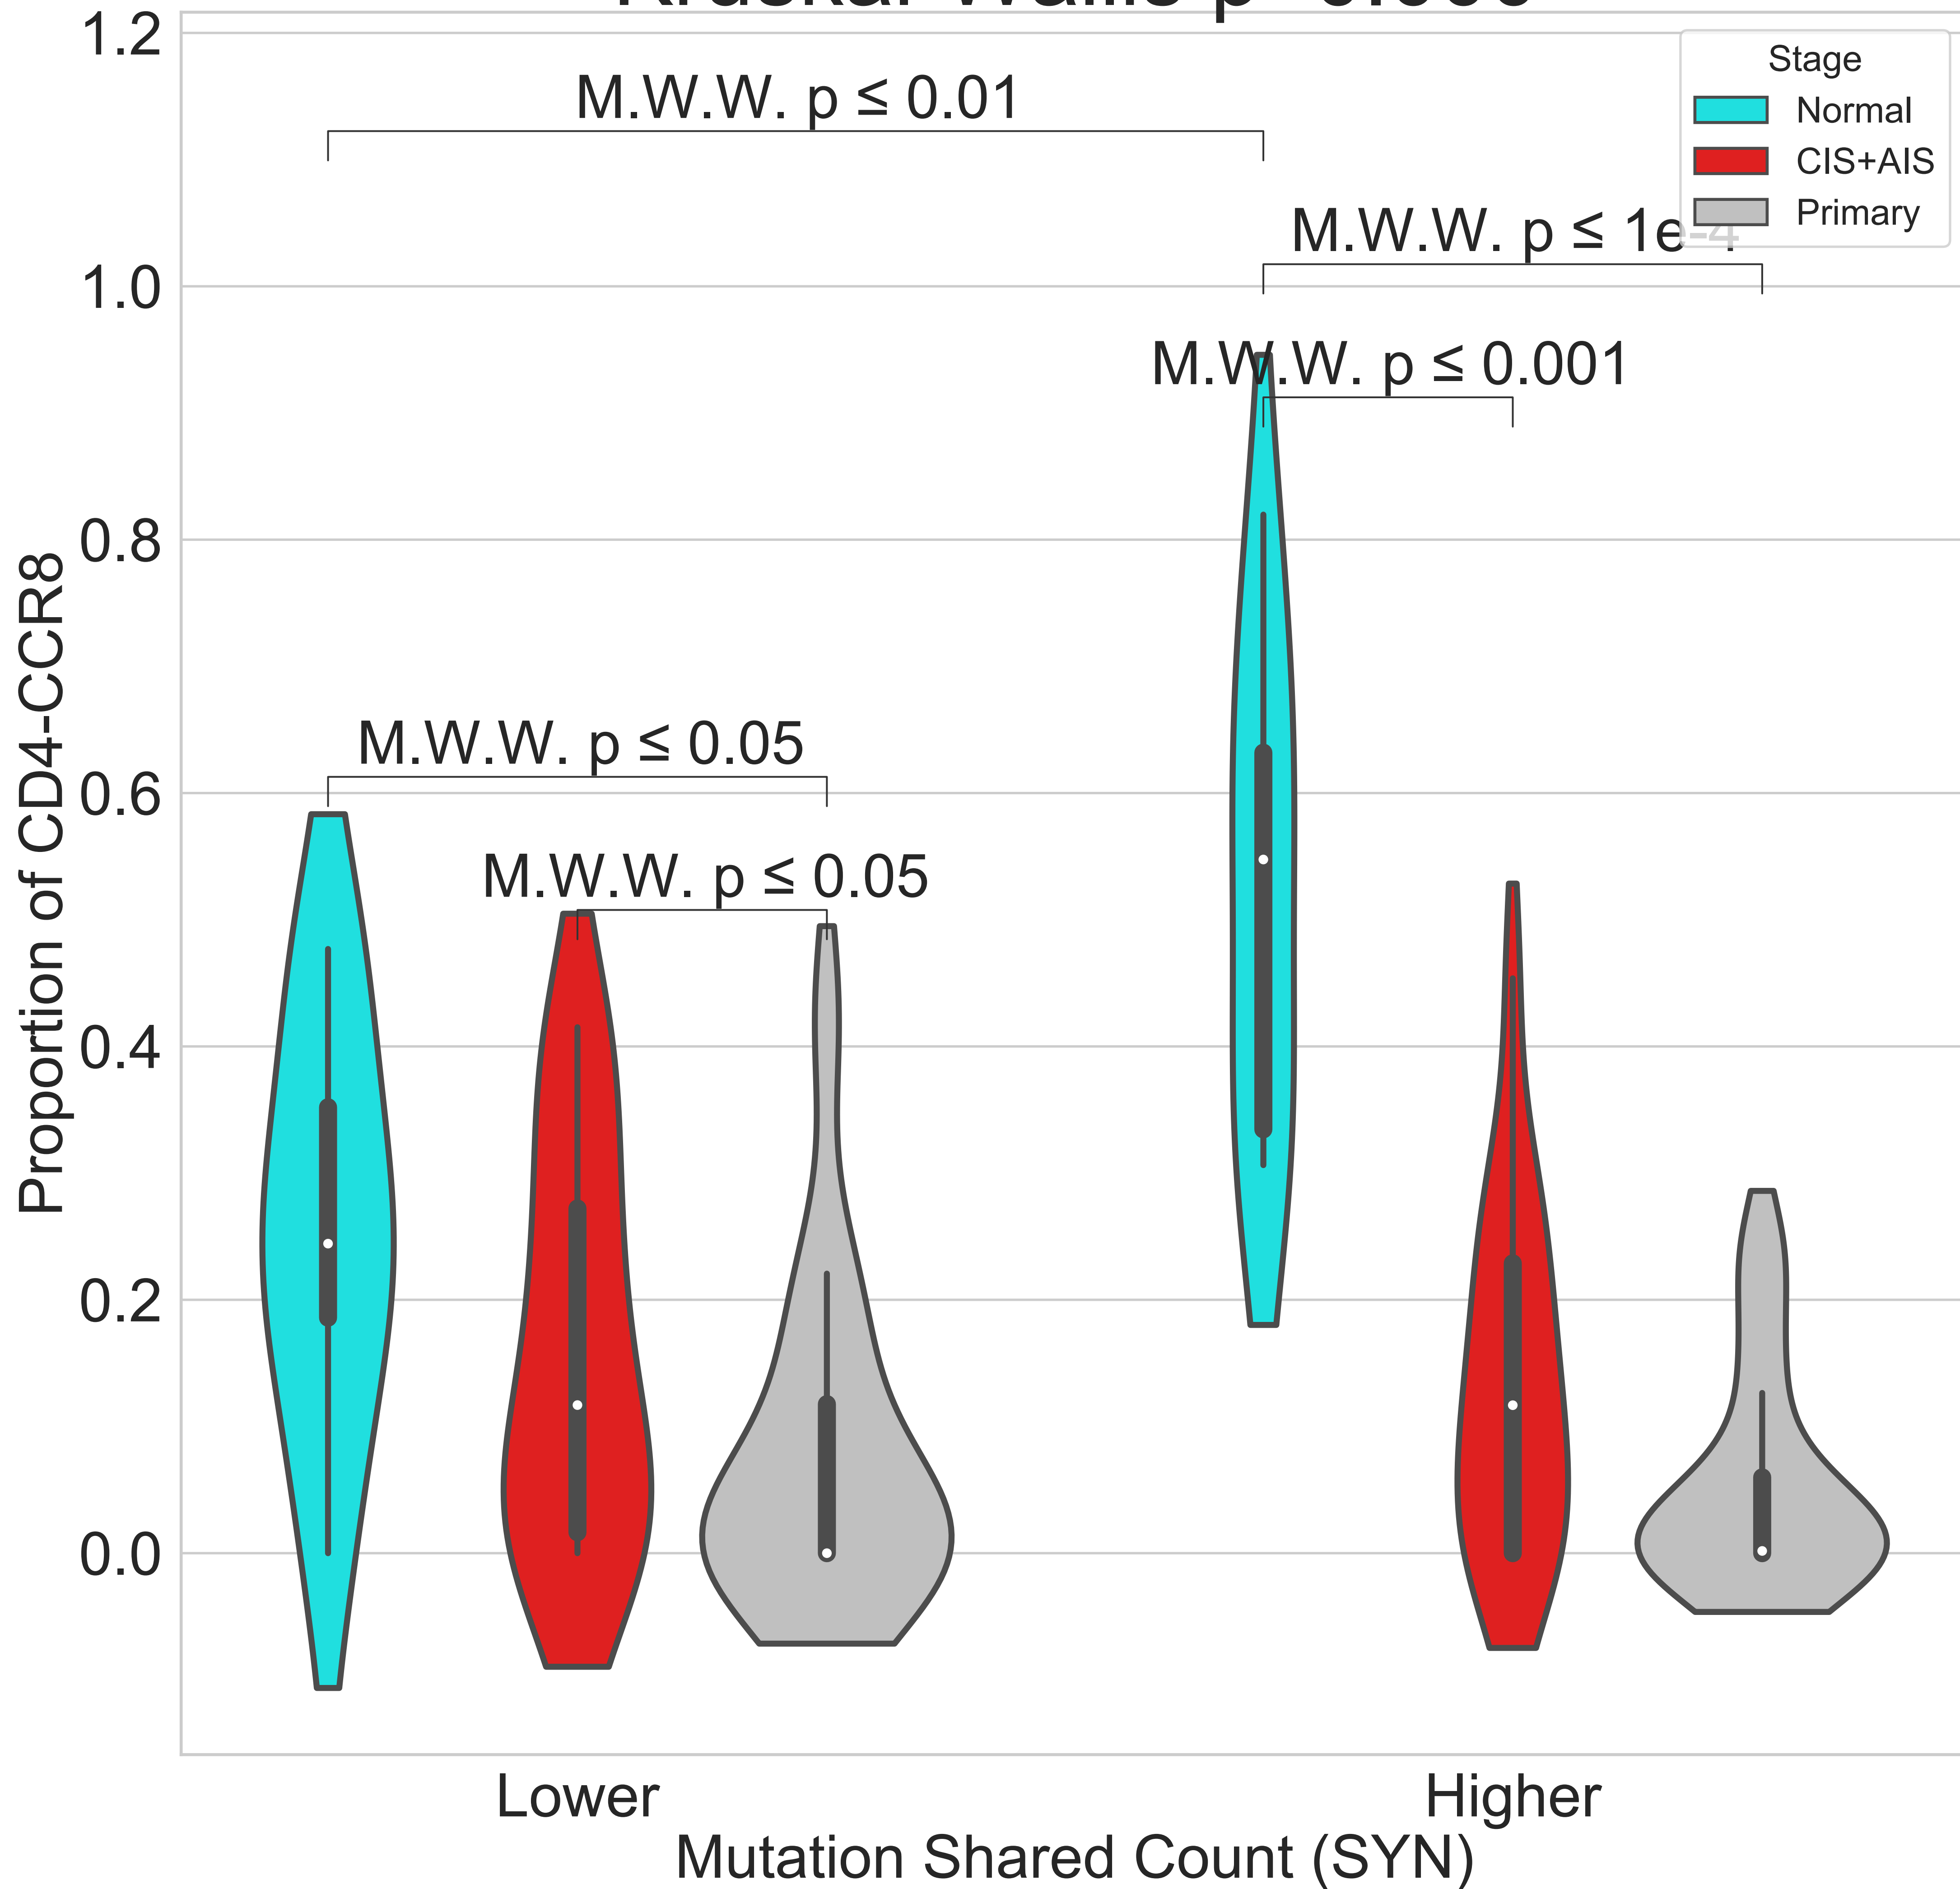 1.2
M.W.W. p ≤ 0.01
Stage
Normal
CIS+AIS
Primary
M.W.W. p ≤ 1e-4
1.0
M.W.W. p ≤ 0.001
0.8
M.W.W. p ≤ 0.05
0.6
M.W.W. p ≤ 0.05
0.4
0.2
0.0
Proportion of CD4-CCR8
Lower
Higher
Mutation Shared Count (SYN)